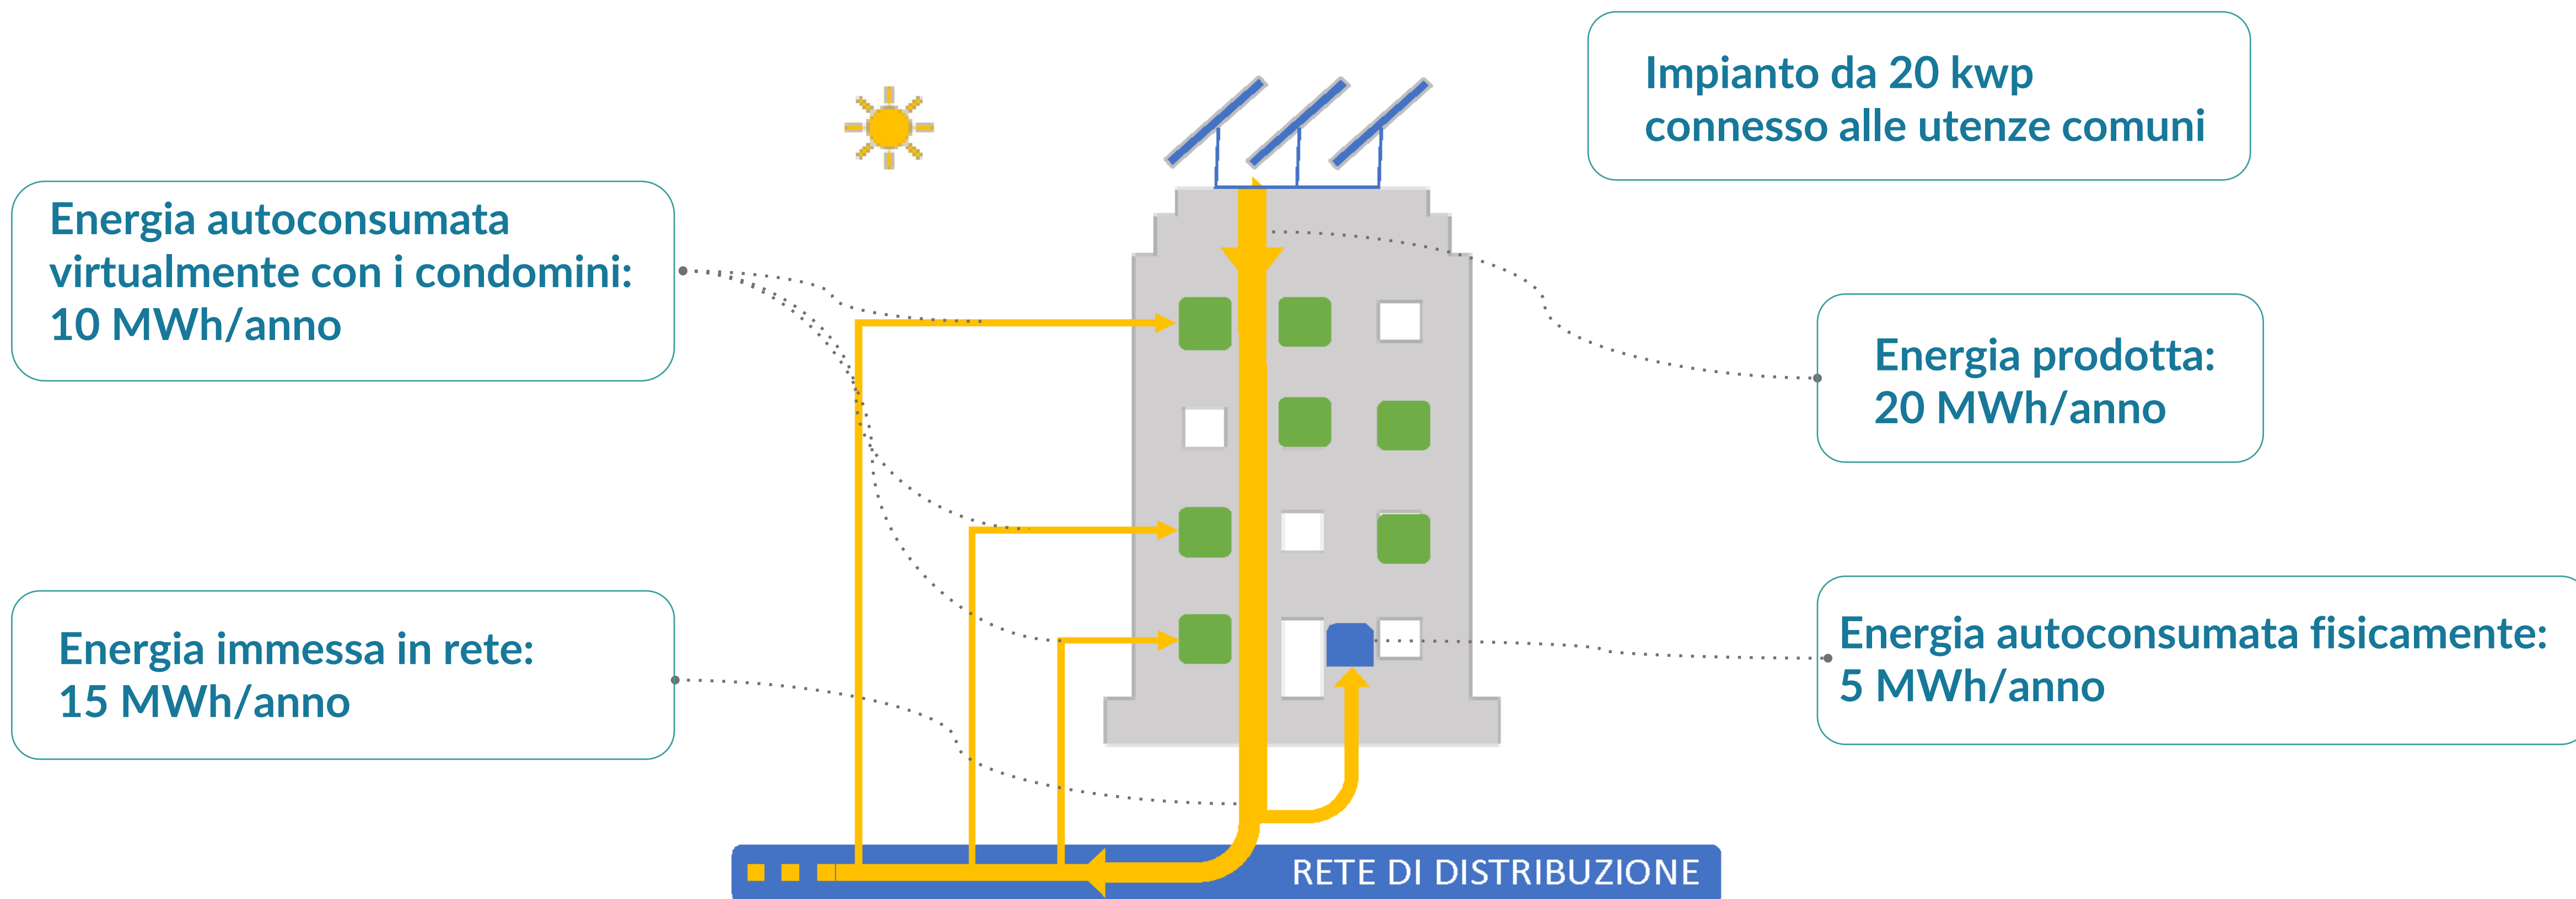 Impianto da 20 kwp
connesso alle utenze comuni
Energia autoconsumata
virtualmente con i condomini:
10 MWh/anno
Energia prodotta:
20 MWh/anno
Energia immessa in rete:
15 MWh/anno
Energia autoconsumata fisicamente:
5 MWh/anno
RETE DI DISTRIBUZIONE